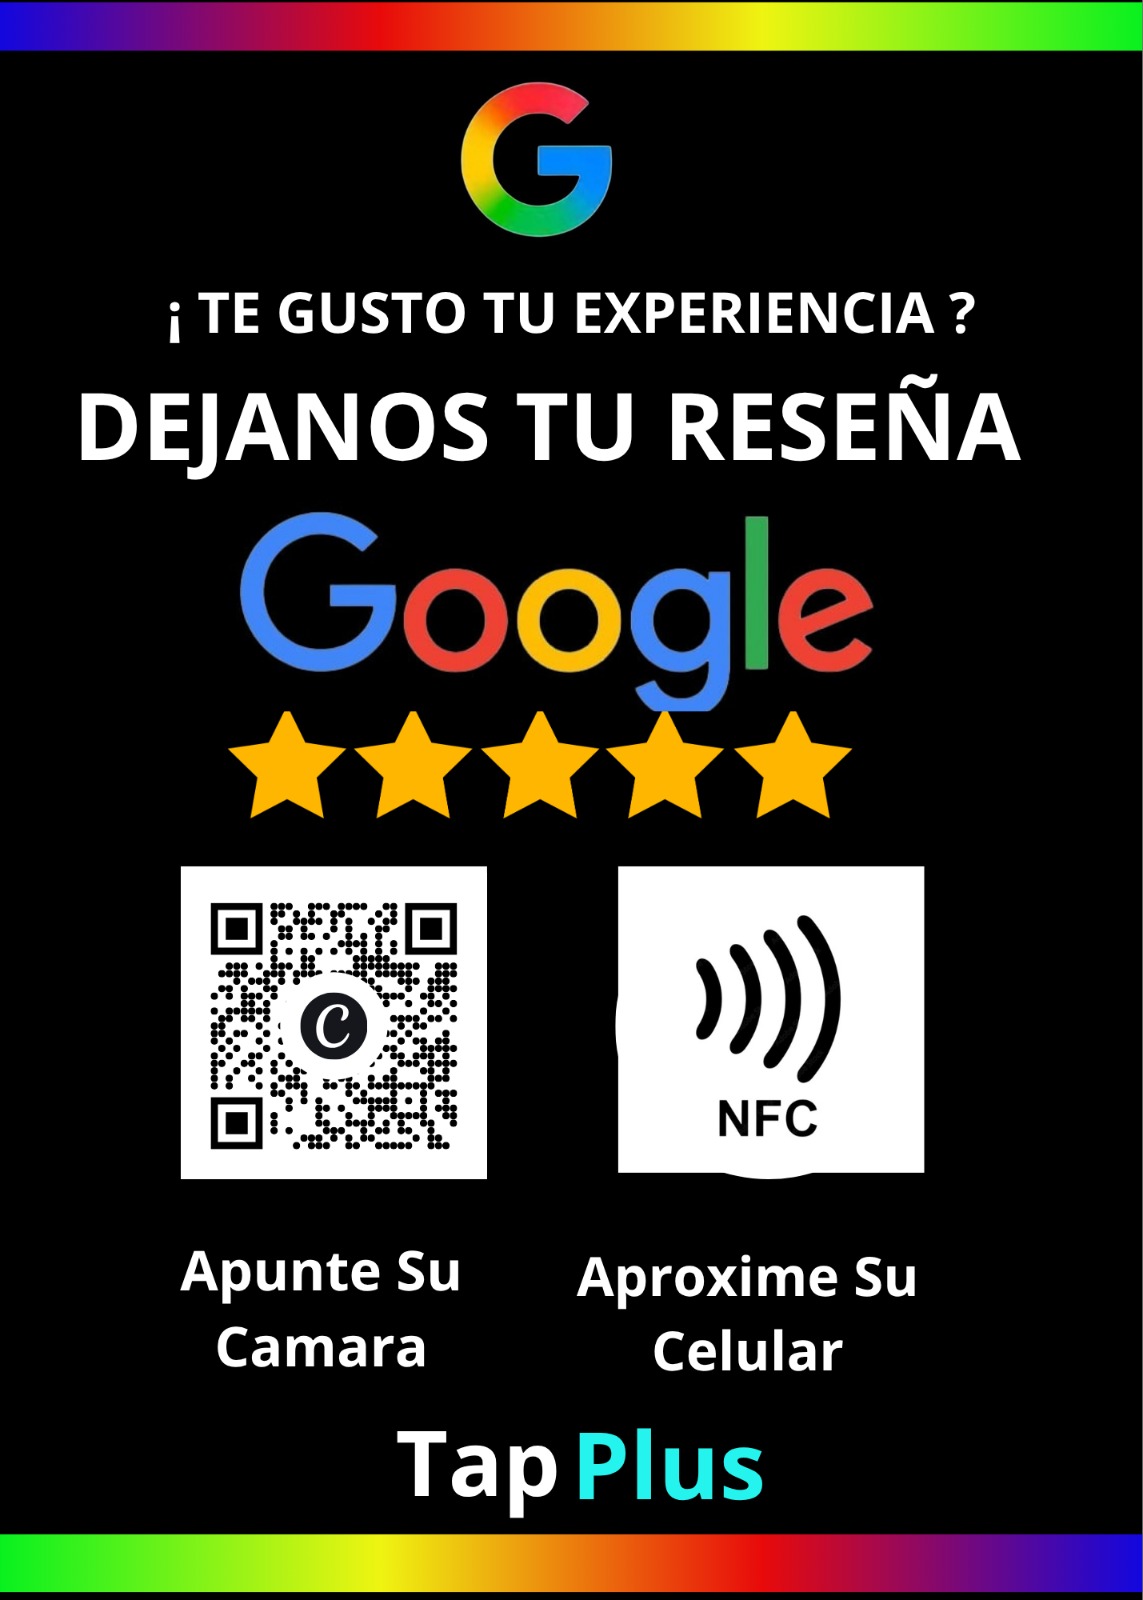 G
¡ TE GUSTO TU EXPERIENCIA ?
DEJANOS TU RESEÑA
Google
C
NFC
Apunte Su
Camara
Aproxime Su
Celular
Tap Plus